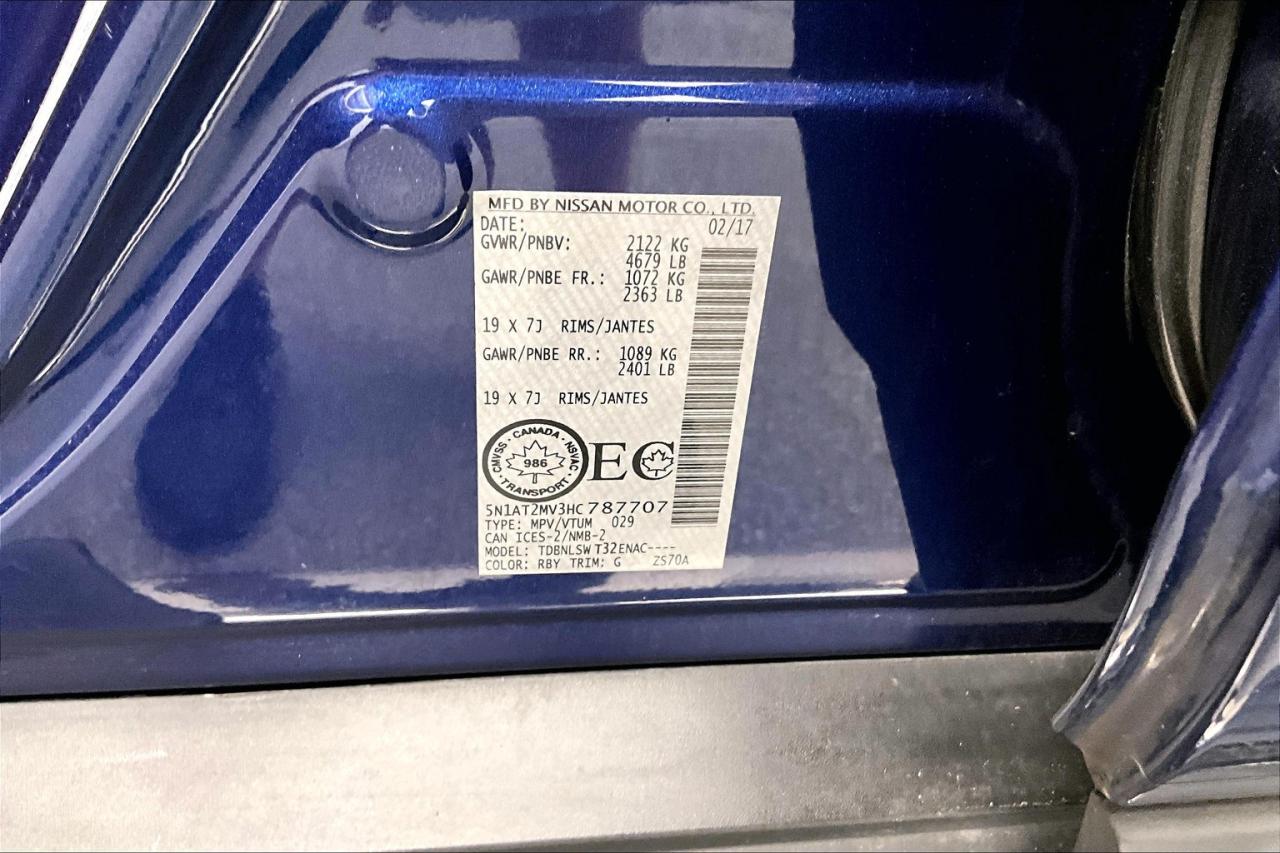 MFD BY NISSAN MOTOR CO., LTD.
DATE: 02/17
GVWR/PNBV: 2122 KG
4679 LB
GAWR/PNBE FR.: 1072 KG
2363 LB
19 X 7J RIMS/JANTES
GAWR/PNBE RR.: 1089 KG
2401 LB
19 X 7J RIMS/JANTES
CMVSS · CANADA · NSVAC · TRANSPORT ·
986
EC
5N1AT2MV3HC787707
TYPE: MPV/VTUM 029
CAN ICES-2/NMB-2
MODEL: TDBNLSW T32ENAC----
COLOR: RBY TRIM: G ZS70A